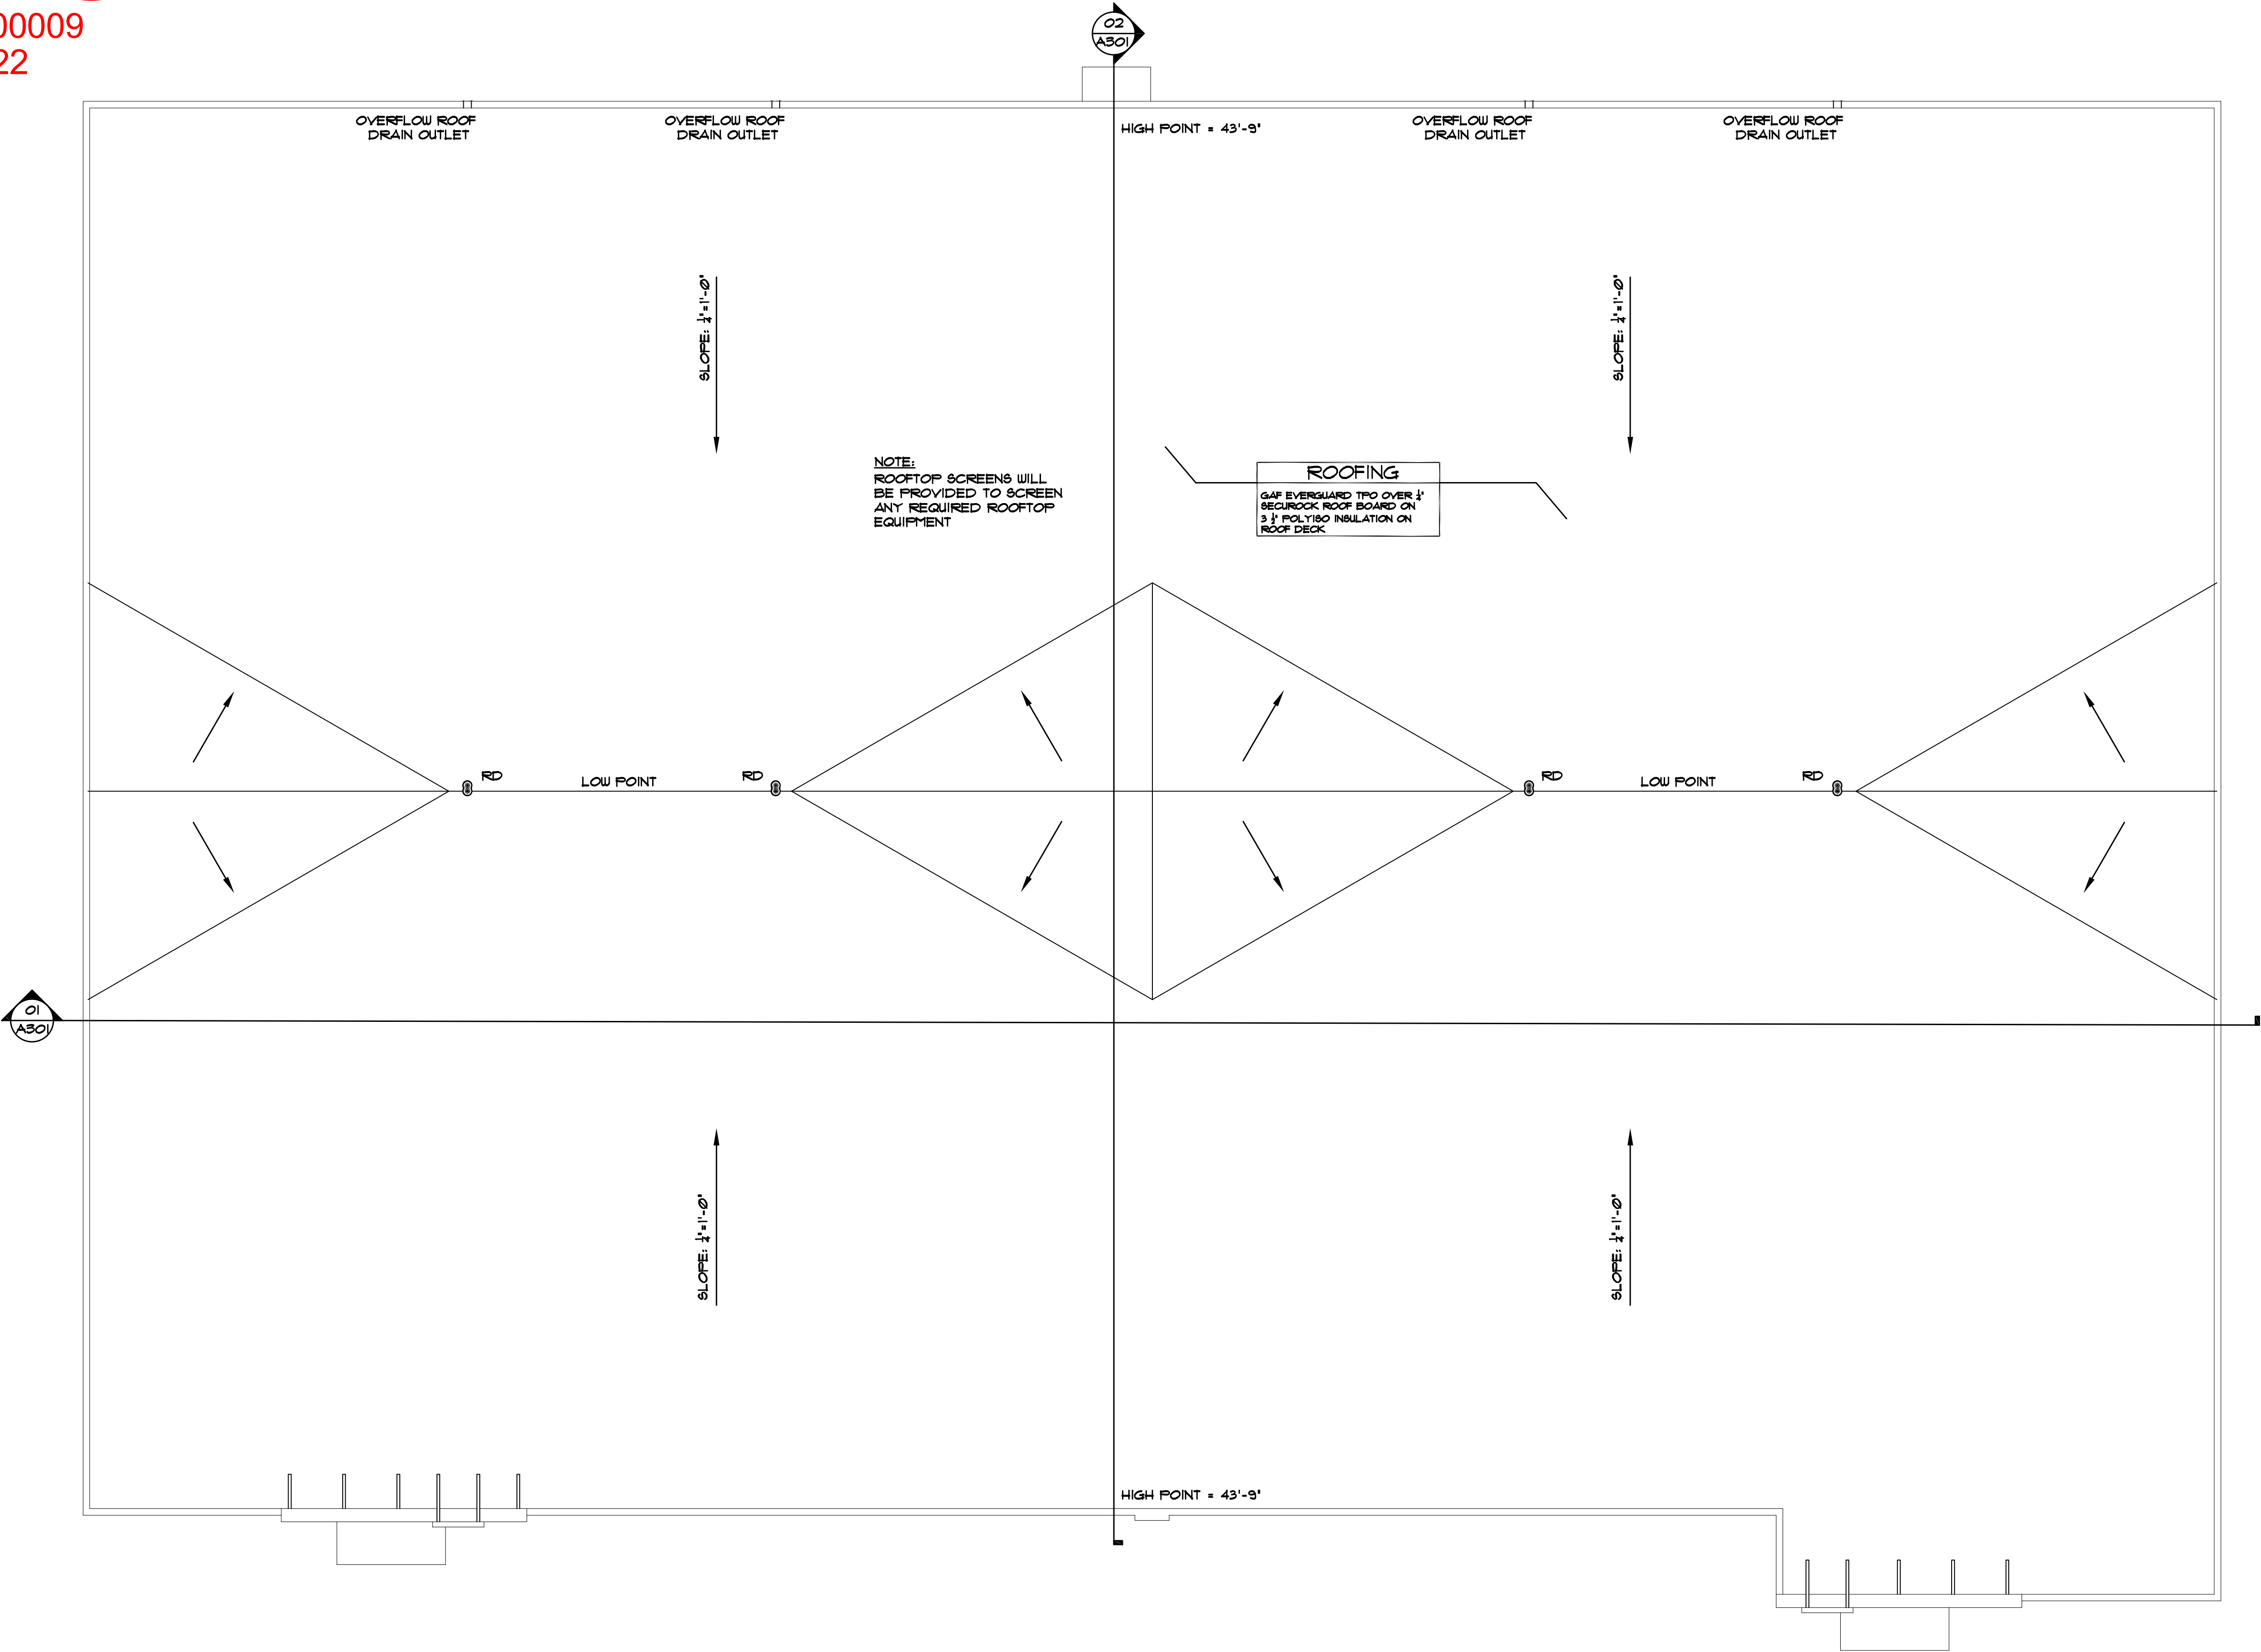 00009
22
02
A301
OVERFLOW ROOF
DRAIN OUTLET
OVERFLOW ROOF
DRAIN OUTLET
HIGH POINT = 43'-9"
OVERFLOW ROOF
DRAIN OUTLET
OVERFLOW ROOF
DRAIN OUTLET
SLOPE: 1/4"=1'-0"
SLOPE: 1/4"=1'-0"
NOTE:
ROOFTOP SCREENS WILL
BE PROVIDED TO SCREEN
ANY REQUIRED ROOFTOP
EQUIPMENT
ROOFING
GAF EVERGUARD TPO OVER 1/4"
SECUROCK ROOF BOARD ON
3 1/2" POLYISO INSULATION ON
ROOF DECK
RD
LOW POINT
RD
RD
LOW POINT
RD
01
A301
SLOPE: 1/4"=1'-0"
SLOPE: 1/4"=1'-0"
HIGH POINT = 43'-9"